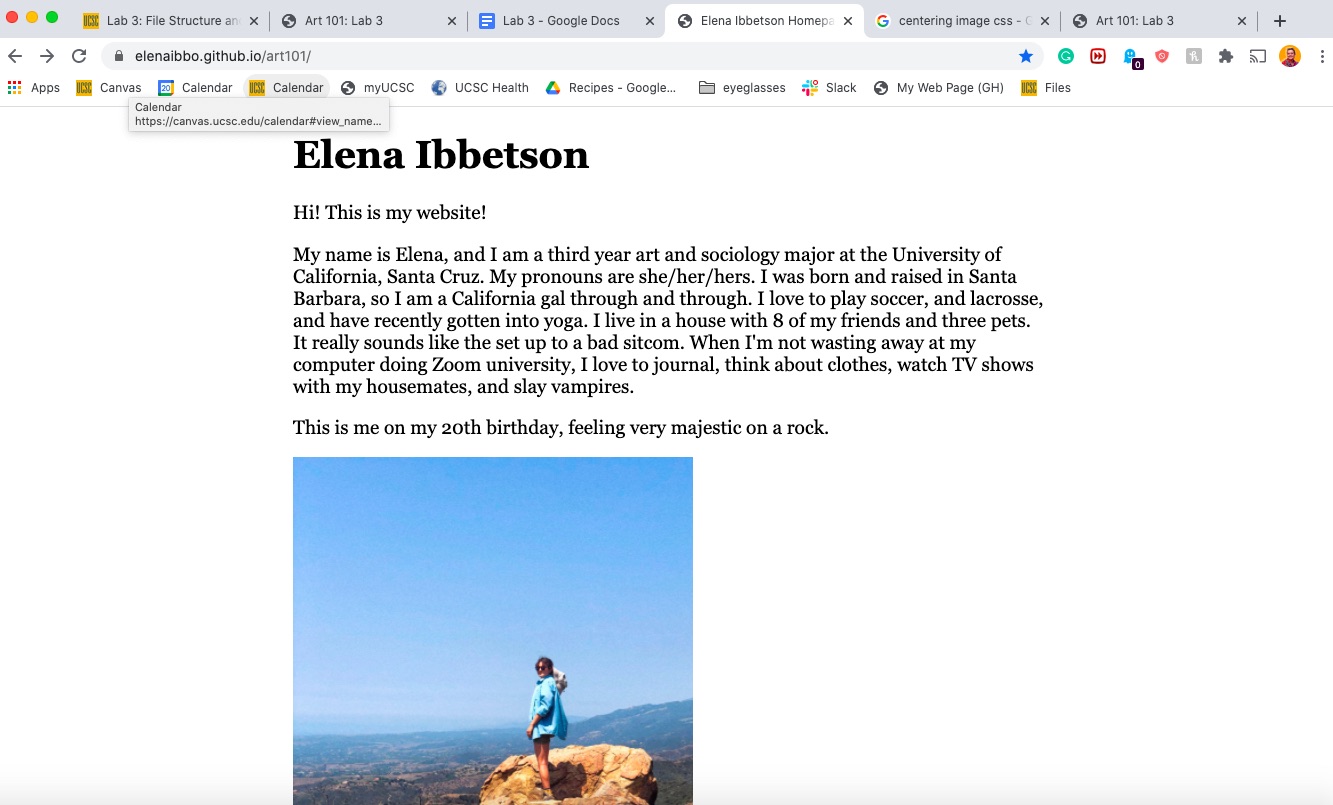 Lab 3: File Structure an
Art 101: Lab 3
Lab 3 - Google Docs
Elena Ibbetson Homepa
centering image css - G
Art 101: Lab 3
elenaibbo.github.io/art101/
0
Apps
UCSC
Canvas
20
Calendar
UCSC
Calendar
myUCSC
UCSC Health
Recipes - Google...
eyeglasses
Slack
My Web Page (GH)
UCSC
Files
Calendar
https://canvas.ucsc.edu/calendar#view_name...
Elena Ibbetson
Hi! This is my website!
My name is Elena, and I am a third year art and sociology major at the University of
California, Santa Cruz. My pronouns are she/her/hers. I was born and raised in Santa
Barbara, so I am a California gal through and through. I love to play soccer, and lacrosse,
and have recently gotten into yoga. I live in a house with 8 of my friends and three pets.
It really sounds like the set up to a bad sitcom. When I'm not wasting away at my
computer doing Zoom university, I love to journal, think about clothes, watch TV shows
with my housemates, and slay vampires.
This is me on my 20th birthday, feeling very majestic on a rock.